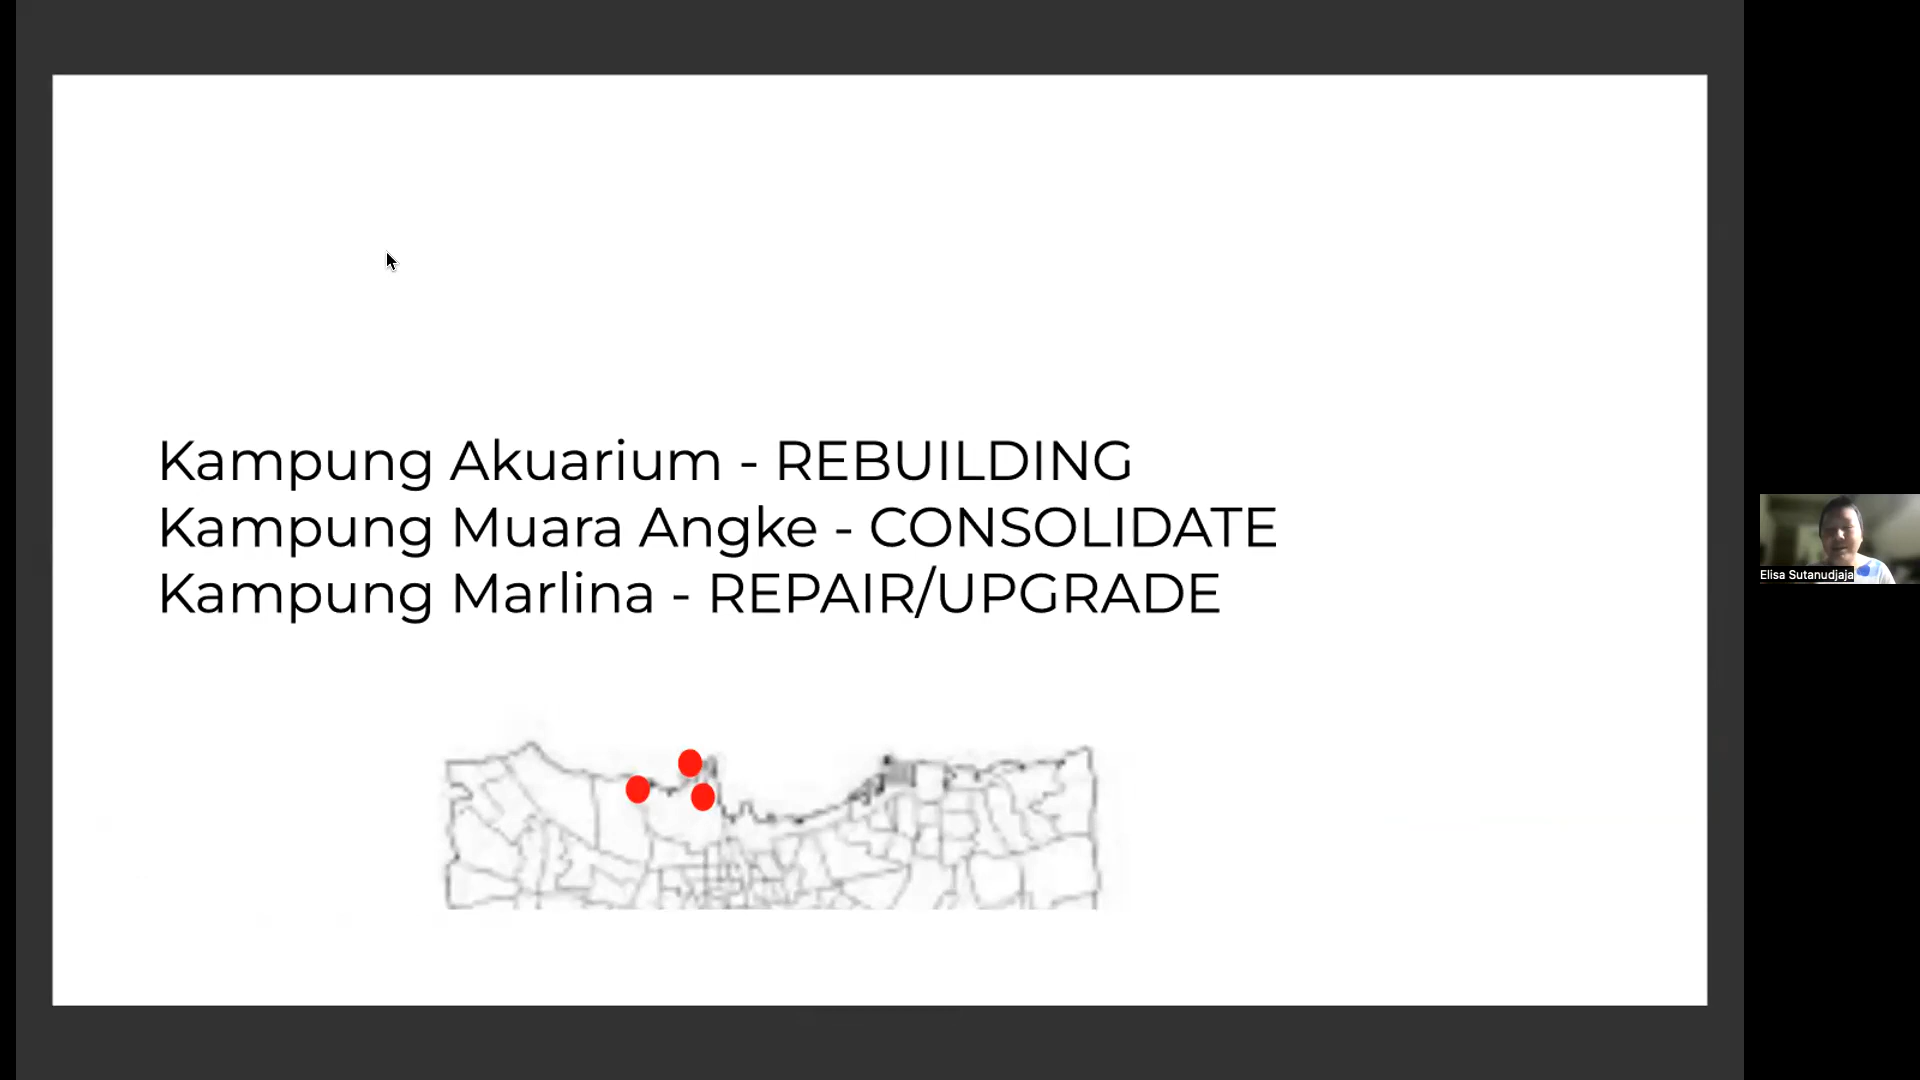 Kampung Akuarium - REBUILDING
Kampung Muara Angke - CONSOLIDATE
Kampung Marlina - REPAIR/UPGRADE
Elisa Sutanudjaja